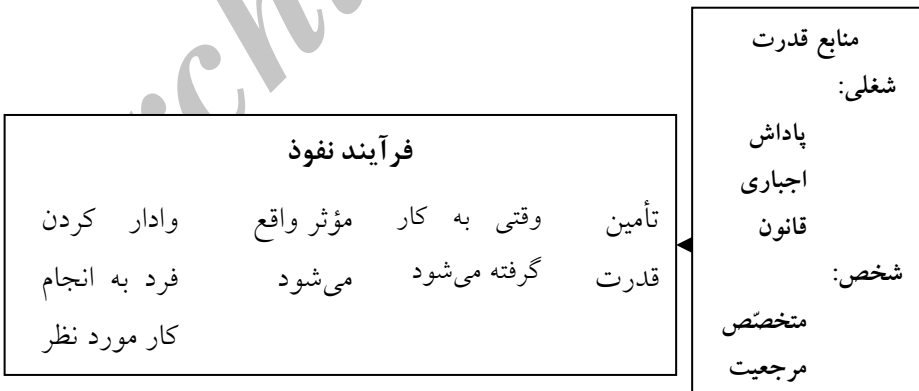 منابع قدرت
شغلی:
پاداش
اجباری
قانون
شخص:
متخصّص
مرجعیت
فرآیند نفوذ
تأمین وقتی به کار مؤثر واقع وادار کردن
قدرت گرفته می‌شود می‌شود فرد به انجام
کار مورد نظر